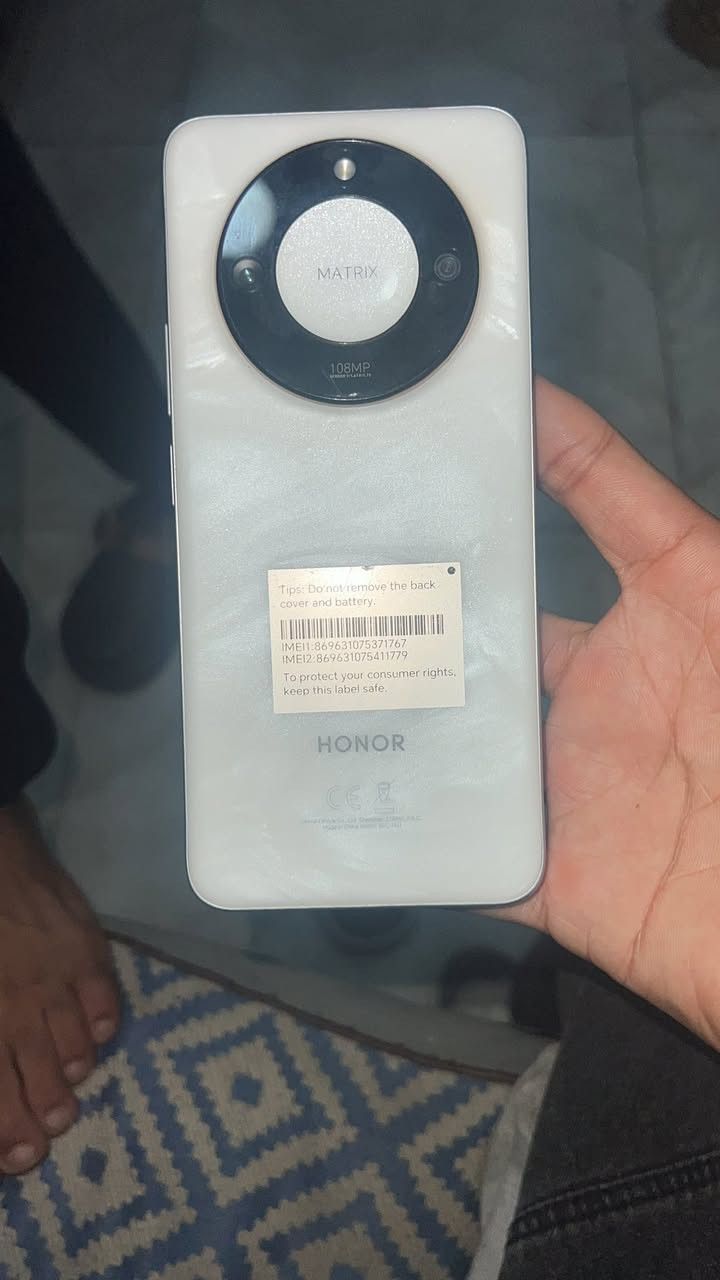 MATRIX
108MP
Tips: Do not remove the back
cover and battery.
IMEI1:869631075371767
IMEI2:869631075411779
To protect your consumer rights,
keep this label safe.
HONOR
CE